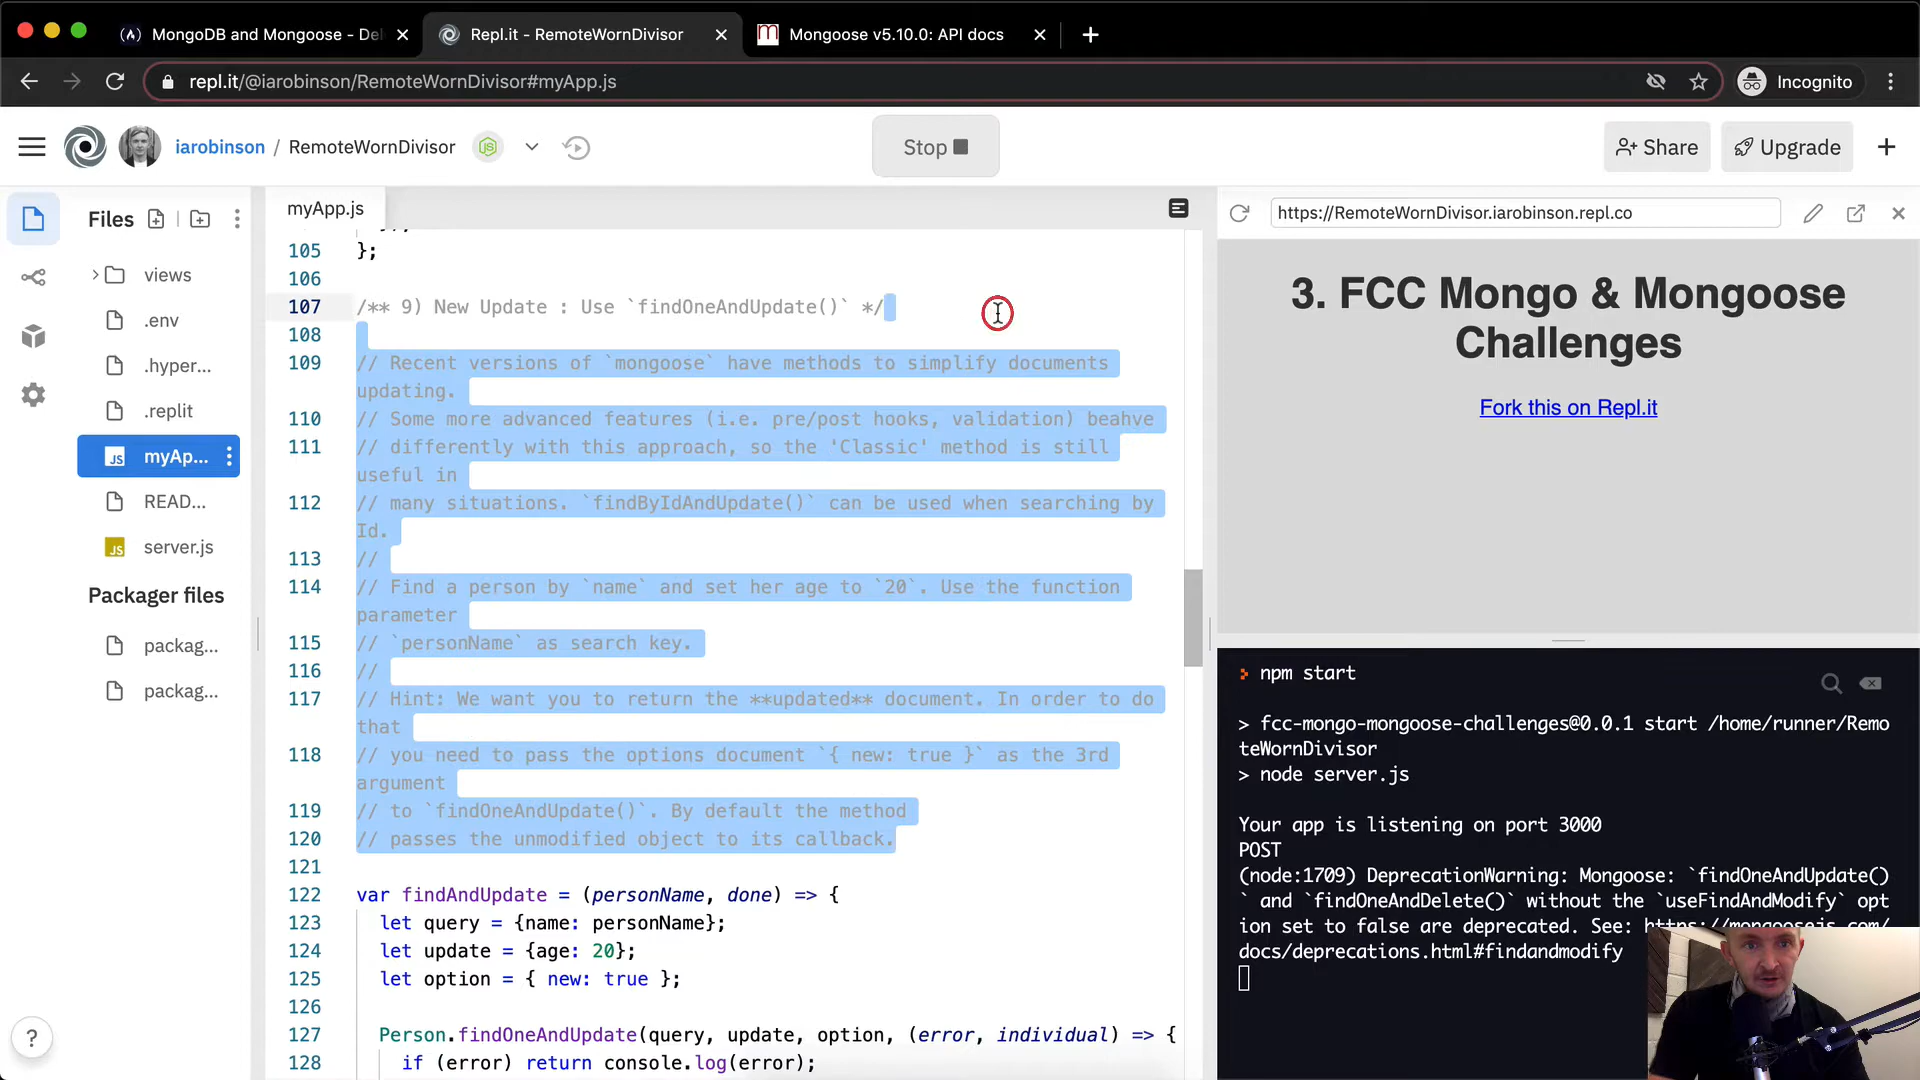 MongoDB and Mongoose - Del
Repl.it - RemoteWornDivisor
Mongoose v5.10.0: API docs
repl.it/@iarobinson/RemoteWornDivisor#myApp.js
Incognito
iarobinson / RemoteWornDivisor
Stop
Share
Upgrade
Files
views
.env
.hyper...
.replit
myAp...
READ...
server.js
Packager files
packag...
packag...
myApp.js
105 };
106
107 /** 9) New Update : Use `findOneAndUpdate()` */
108
109 // Recent versions of `mongoose` have methods to simplify documents
updating.
110 // Some more advanced features (i.e. pre/post hooks, validation) beahve
111 // differently with this approach, so the 'Classic' method is still
useful in
112 // many situations. `findByIdAndUpdate()` can be used when searching by
Id.
113 //
114 // Find a person by `name` and set her age to `20`. Use the function
parameter
115 // `personName` as search key.
116 //
117 // Hint: We want you to return the **updated** document. In order to do
that
118 // you need to pass the options document `{ new: true }` as the 3rd
argument
119 // to `findOneAndUpdate()`. By default the method
120 // passes the unmodified object to its callback.
121
122 var findAndUpdate = (personName, done) => {
123 let query = {name: personName};
124 let update = {age: 20};
125 let option = { new: true };
126
127 Person.findOneAndUpdate(query, update, option, (error, individual) => {
128 if (error) return console.log(error);
https://RemoteWornDivisor.iarobinson.repl.co
3. FCC Mongo & Mongoose
Challenges
Fork this on Repl.it
npm start
> fcc-mongo-mongoose-challenges@0.0.1 start /home/runner/Remo
teWornDivisor
> node server.js
Your app is listening on port 3000
POST
(node:1709) DeprecationWarning: Mongoose: `findOneAndUpdate()
` and `findOneAndDelete()` without the `useFindAndModify` opt
ion set to false are deprecated. See: https://mongoosejs.com/
docs/deprecations.html#findandmodify